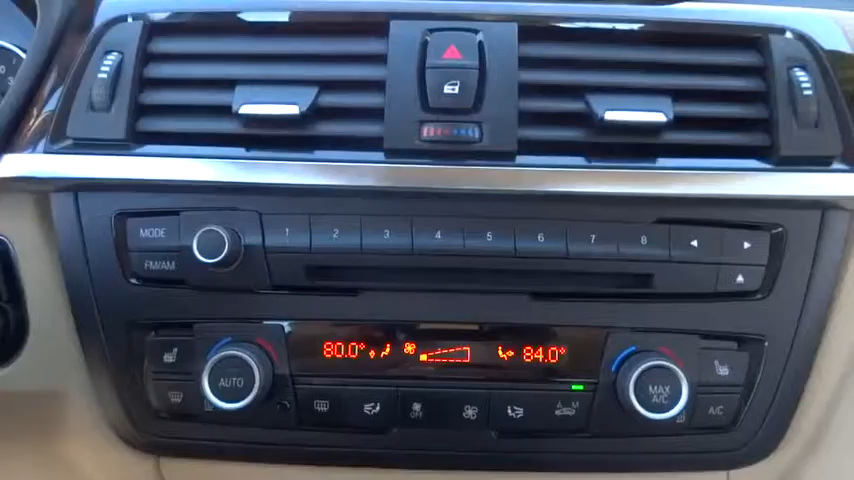 MODE 1 2 3 4 5 6 7 8
FM/AM
80.0° 84.0°
AUTO MAX A/C
OFF A M A/C